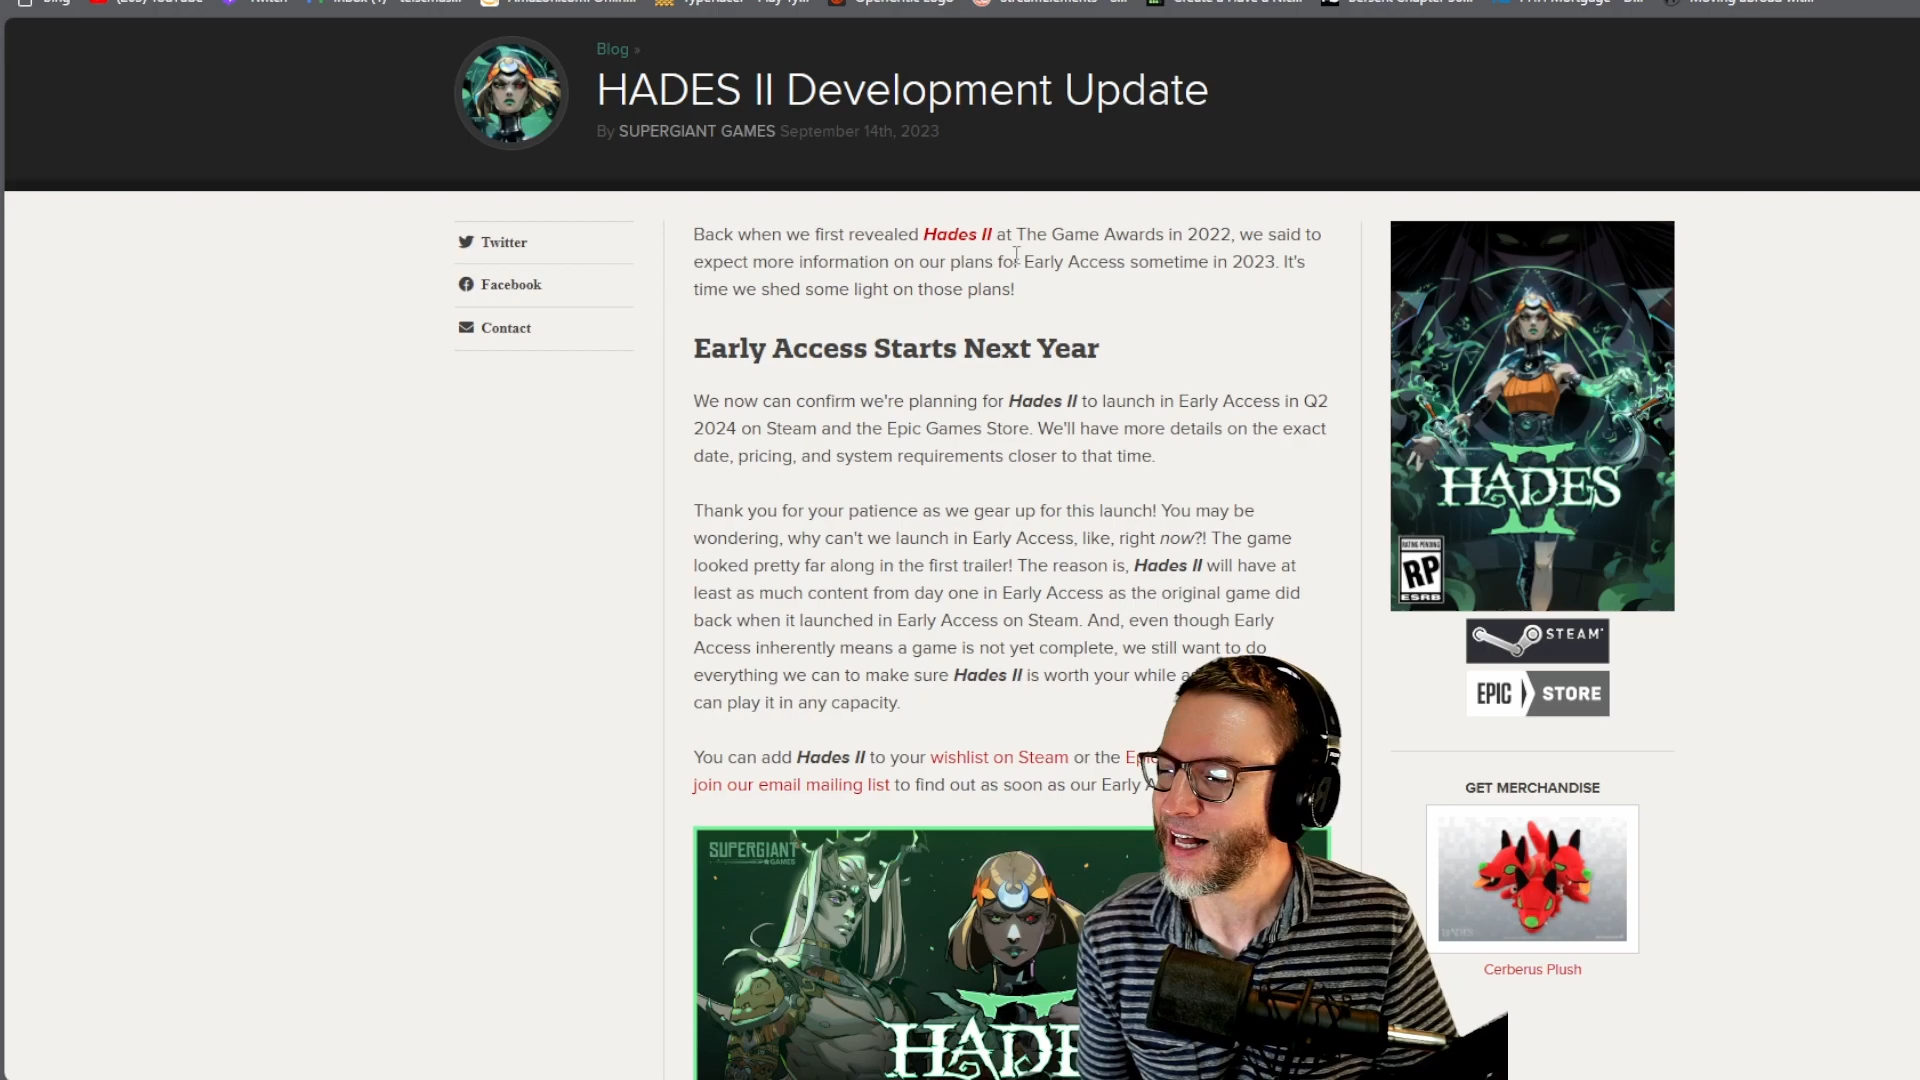 Blog »
HADES II Development Update
By SUPERGIANT GAMES September 14th, 2023
Twitter
Facebook
Contact
Back when we first revealed Hades II at The Game Awards in 2022, we said to
expect more information on our plans for Early Access sometime in 2023. It's
time we shed some light on those plans!
Early Access Starts Next Year
We now can confirm we're planning for Hades II to launch in Early Access in Q2
2024 on Steam and the Epic Games Store. We'll have more details on the exact
date, pricing, and system requirements closer to that time.
Thank you for your patience as we gear up for this launch! You may be
wondering, why can't we launch in Early Access, like, right now?! The game
looked pretty far along in the first trailer! The reason is, Hades II will have at
least as much content from day one in Early Access as the original game did
back when it launched in Early Access on Steam. And, even though Early
Access inherently means a game is not yet complete, we still want to do
everything we can to make sure Hades II is worth your while
can play it in any capacity.
You can add Hades II to your wishlist on Steam or the
join our email mailing list to find out as soon as our Early
SUPERGIANT
GAMES
HADES
II
RATING PENDING
RP
ESRB
STEAM
EPIC STORE
GET MERCHANDISE
Cerberus Plush